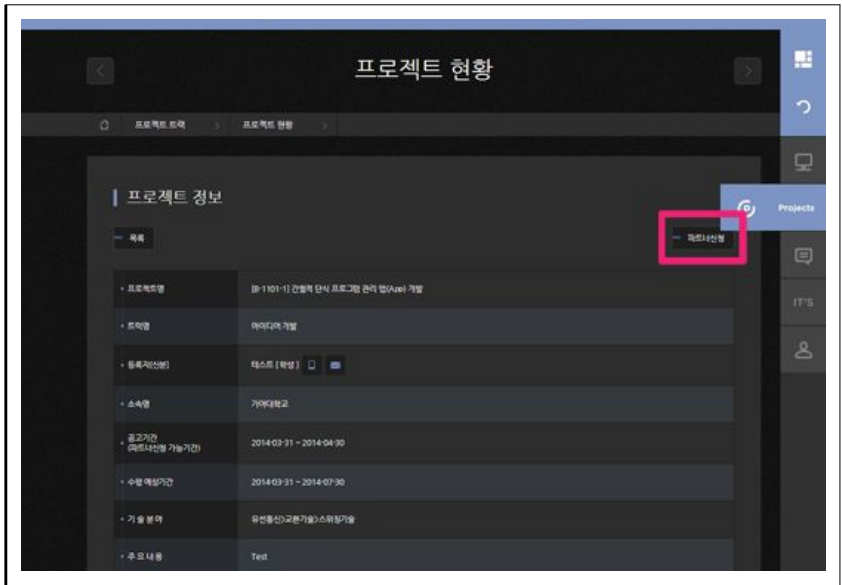 프로젝트 현황
프로젝트 트랙
프로젝트 현황
프로젝트 정보
Projects
목록
파트너신청
프로젝트명
[B-1101-1] 간헐적 단식 프로그램 관리 앱(App) 개발
트랙명
아이디어 개발
IT'S
등록자[신분]
테스트 [ 학생 ]
소속명
가야대학교
공고기간
(파트너신청 가능기간)
2014-03-31 ~ 2014-04-30
수행 예상기간
2014-03-31 ~ 2014-07-30
기 술 분 야
유선통신>교환기술>스위칭기술
주 요 내 용
Test